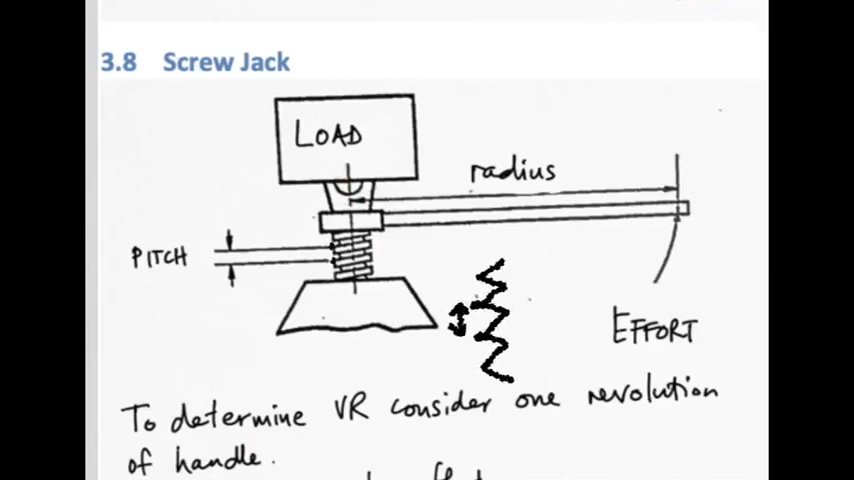 3.8 Screw Jack
LOAD
radius
PITCH
EFFORT
To determine VR consider one revolution
of handle.